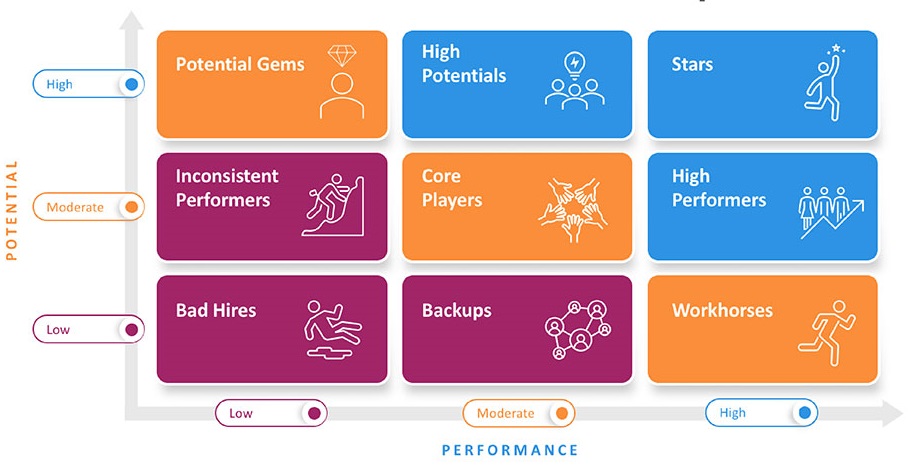 High
Moderate
Low
POTENTIAL
Potential Gems
High
Potentials
Stars
Inconsistent
Performers
Core
Players
High
Performers
Bad Hires
Backups
Workhorses
Low
Moderate
High
PERFORMANCE